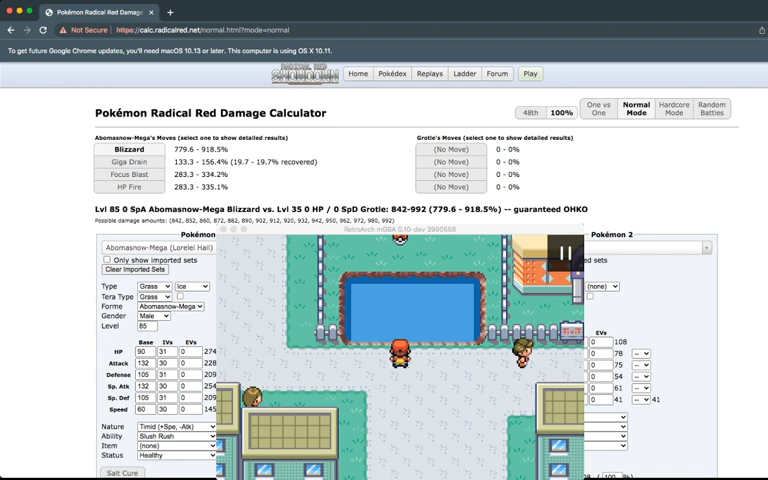 Pokémon Radical Red Damage
Not Secure
https://calc.radicalred.net/normal.html?mode=normal
To get future Google Chrome updates, you'll need macOS 10.13 or later. This computer is using OS X 10.11.
RADICAL RED
SHOWDOWN
Home
Pokédex
Replays
Ladder
Forum
Play
Pokémon Radical Red Damage Calculator
48th
100%
One vs One
Normal Mode
Hardcore Mode
Random Battles
Abomasnow-Mega's Moves (select one to show detailed results)
Grotle's Moves (select one to show detailed results)
Blizzard 779.6 - 918.5%
(No Move) 0 - 0%
Giga Drain 133.3 - 156.4% (19.7 - 19.7% recovered)
(No Move) 0 - 0%
Focus Blast 283.3 - 334.2%
(No Move) 0 - 0%
HP Fire 283.3 - 335.1%
(No Move) 0 - 0%
Lvl 85 0 SpA Abomasnow-Mega Blizzard vs. Lvl 35 0 HP / 0 SpD Grotle: 842-992 (779.6 - 918.5%) -- guaranteed OHKO
Possible damage amounts: (842, 852, 860, 872, 882, 890, 902, 912, 920, 932, 942, 950, 962, 972, 980, 992)
RetroArch mGBA 0.10-dev 3990558
Pokémon 2
Abomasnow-Mega (Lorelei Hail)
Only show imported sets
ed sets
Clear Imported Sets
Type Grass Ice
(none)
Tera Type Grass
Forme Abomasnow-Mega
Gender Male
Level 85
Base IVs EVs
EVs
HP 90 31 0 274
0 108
Attack 132 30 0 228
0 78 --
Defense 105 31 0 209
0 75 --
Sp. Atk 132 30 0 254
0 54 --
Sp. Def 105 31 0 209
0 61 --
Speed 60 30 0 145
0 41 -- 41
Nature Timid (+Spe, -Atk)
Ability Slush Rush
Item (none)
Status Healthy
Salt Cure
100